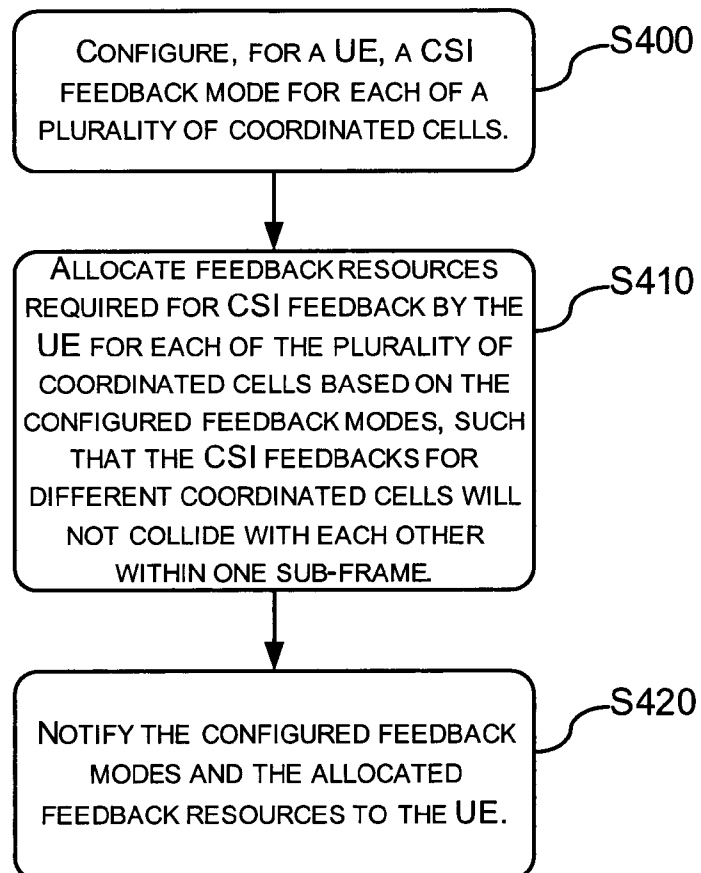 CONFIGURE, FOR A UE, A CSI
FEEDBACK MODE FOR EACH OF A
PLURALITY OF COORDINATED CELLS.
S400
ALLOCATE FEEDBACK RESOURCES
REQUIRED FOR CSI FEEDBACK BY THE
UE FOR EACH OF THE PLURALITY OF
COORDINATED CELLS BASED ON THE
CONFIGURED FEEDBACK MODES, SUCH
THAT THE CSI FEEDBACKS FOR
DIFFERENT COORDINATED CELLS WILL
NOT COLLIDE WITH EACH OTHER
WITHIN ONE SUB-FRAME.
S410
NOTIFY THE CONFIGURED FEEDBACK
MODES AND THE ALLOCATED
FEEDBACK RESOURCES TO THE UE.
S420